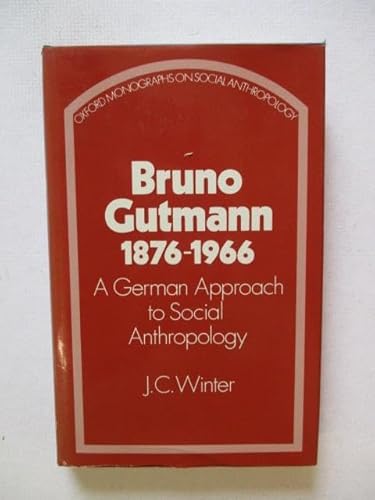 OXFORD MONOGRAPHS ON SOCIAL ANTHROPOLOGY
Bruno
Gutmann
1876-1966
A German Approach
to Social
Anthropology
J.C.Winter